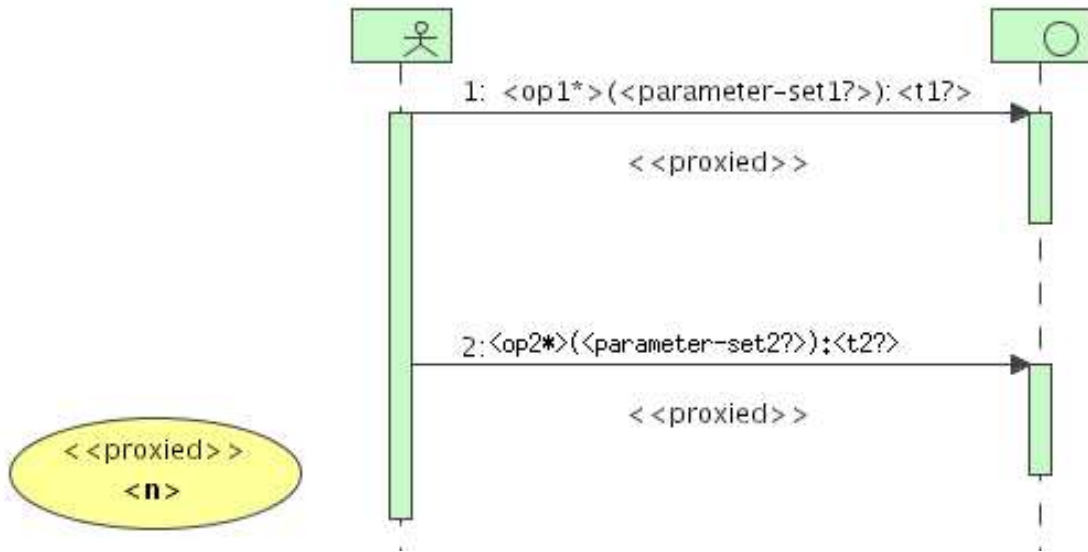 1: <op1*>(<parameter-set1?>):<t1?>
<<proxied>>
2:<op2*>(<parameter-set2?>):<t2?>
<<proxied>>
<<proxied>>
<n>